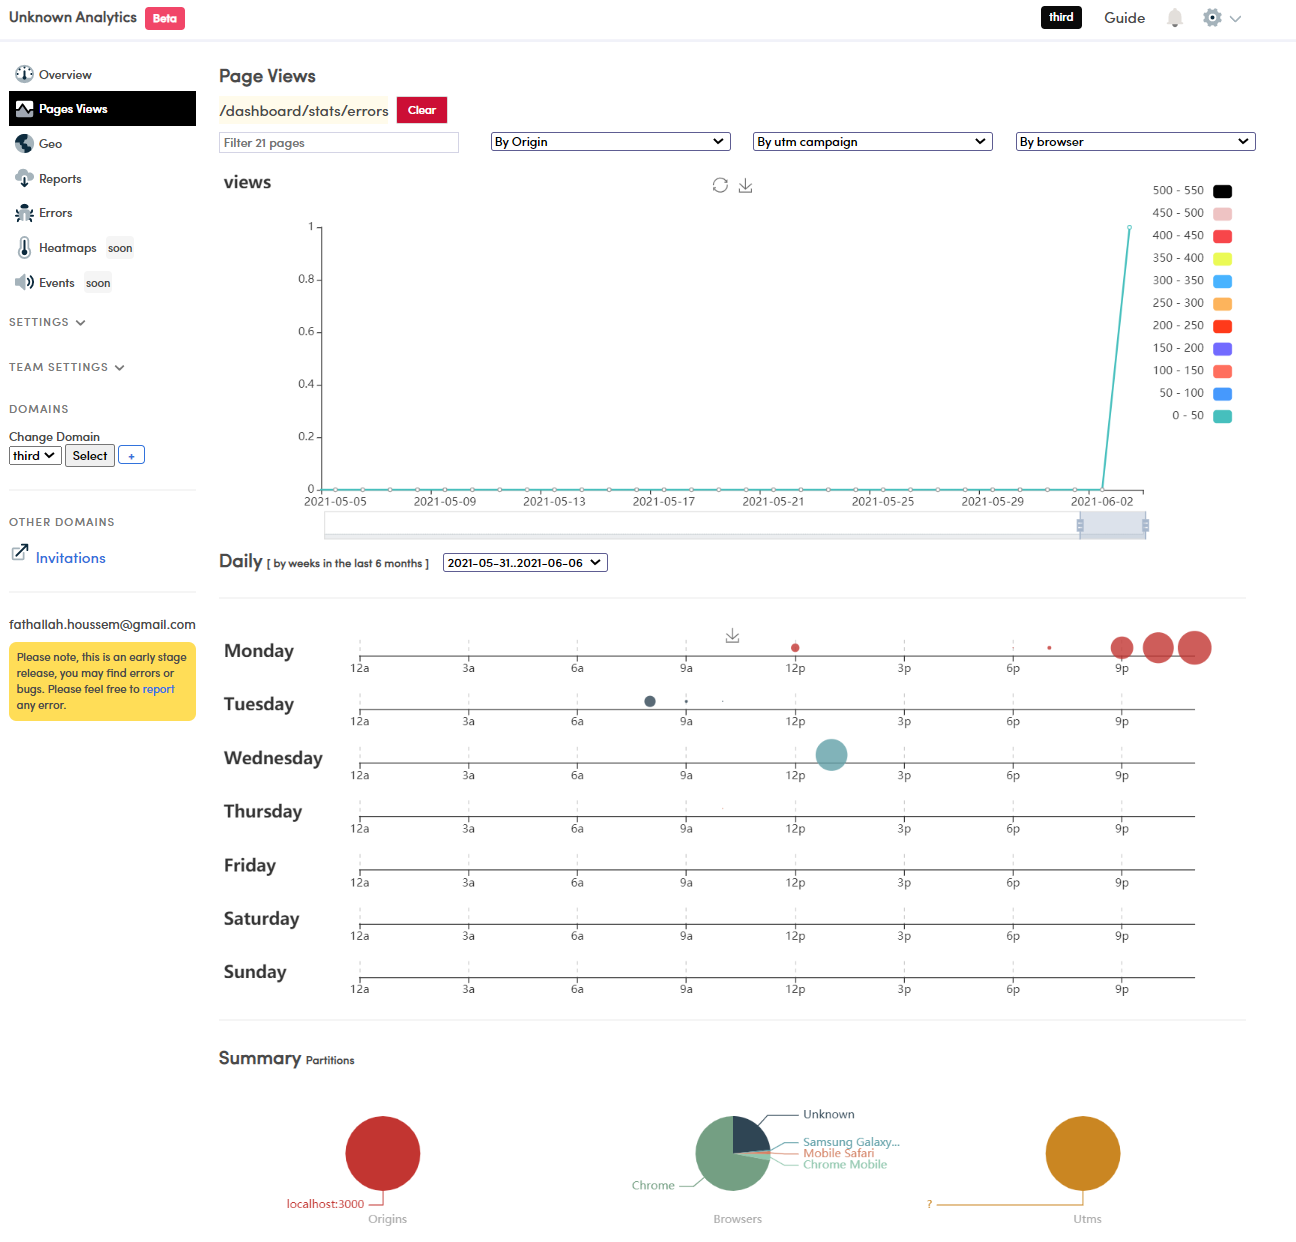 Unknown Analytics Beta third Guide
Overview
Pages Views
Geo
Reports
Errors
Heatmaps soon
Events soon
SETTINGS
TEAM SETTINGS
DOMAINS
Change Domain
third Select +
OTHER DOMAINS
Invitations
fathallah.houssem@gmail.com
Please note, this is an early stage
release, you may find errors or
bugs. Please feel free to report
any error.
Page Views
/dashboard/stats/errors Clear
Filter 21 pages By Origin By utm campaign By browser
views
500 - 550
450 - 500
400 - 450
350 - 400
300 - 350
250 - 300
200 - 250
150 - 200
100 - 150
50 - 100
0 - 50
1
0.8
0.6
0.4
0.2
0
2021-05-05 2021-05-09 2021-05-13 2021-05-17 2021-05-21 2021-05-25 2021-05-29 2021-06-02
Daily [ by weeks in the last 6 months ] 2021-05-31..2021-06-06
Monday
12a 3a 6a 9a 12p 3p 6p 9p
Tuesday
12a 3a 6a 9a 12p 3p 6p 9p
Wednesday
12a 3a 6a 9a 12p 3p 6p 9p
Thursday
12a 3a 6a 9a 12p 3p 6p 9p
Friday
12a 3a 6a 9a 12p 3p 6p 9p
Saturday
12a 3a 6a 9a 12p 3p 6p 9p
Sunday
12a 3a 6a 9a 12p 3p 6p 9p
Summary Partitions
localhost:3000
Origins
Unknown
Samsung Galaxy...
Mobile Safari
Chrome Mobile
Chrome
Browsers
?
Utms